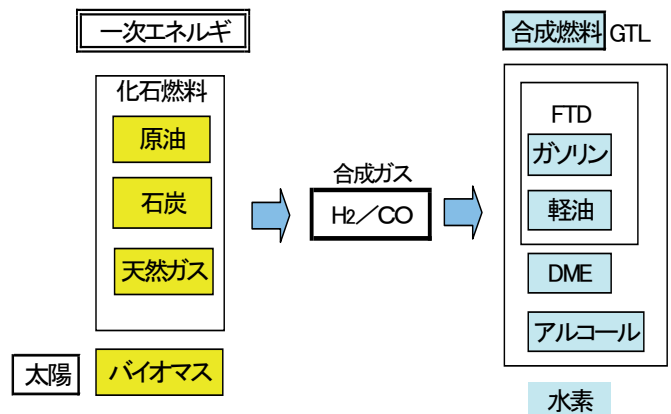 一次エネルギ
化石燃料
原油
石炭
天然ガス
太陽
バイオマス
合成ガス
H2／CO
合成燃料 GTL
FTD
ガソリン
軽油
DME
アルコール
水素